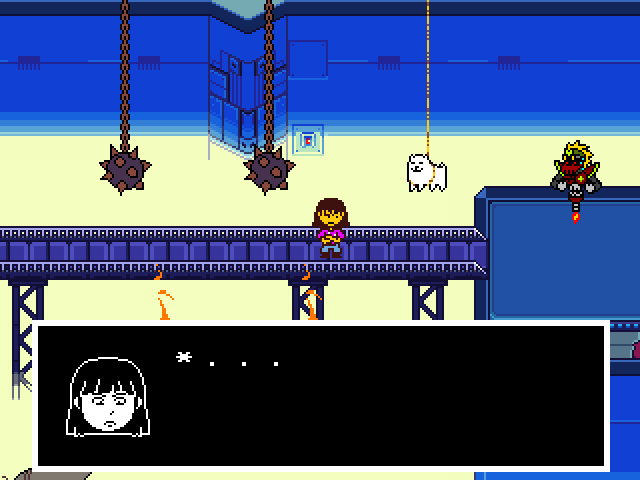 * . . .